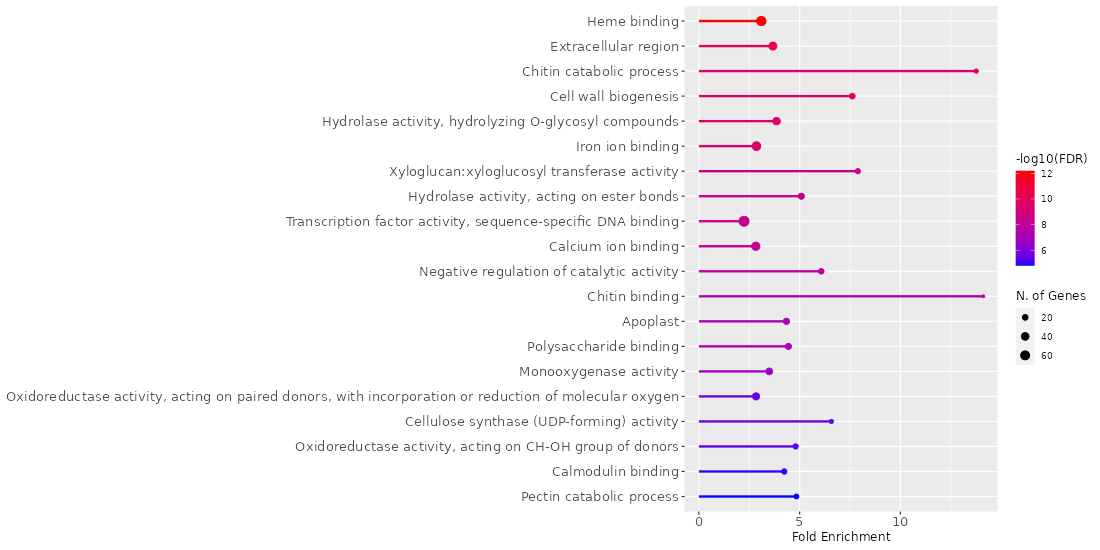 Heme binding
Extracellular region
Chitin catabolic process
Cell wall biogenesis
Hydrolase activity, hydrolyzing O-glycosyl compounds
Iron ion binding
Xyloglucan:xyloglucosyl transferase activity
Hydrolase activity, acting on ester bonds
Transcription factor activity, sequence-specific DNA binding
Calcium ion binding
Negative regulation of catalytic activity
Chitin binding
Apoplast
Polysaccharide binding
Monooxygenase activity
Oxidoreductase activity, acting on paired donors, with incorporation or reduction of molecular oxygen
Cellulose synthase (UDP-forming) activity
Oxidoreductase activity, acting on CH-OH group of donors
Calmodulin binding
Pectin catabolic process
0 5 10
Fold Enrichment
-log10(FDR)
12
10
8
6
N. of Genes
20
40
60